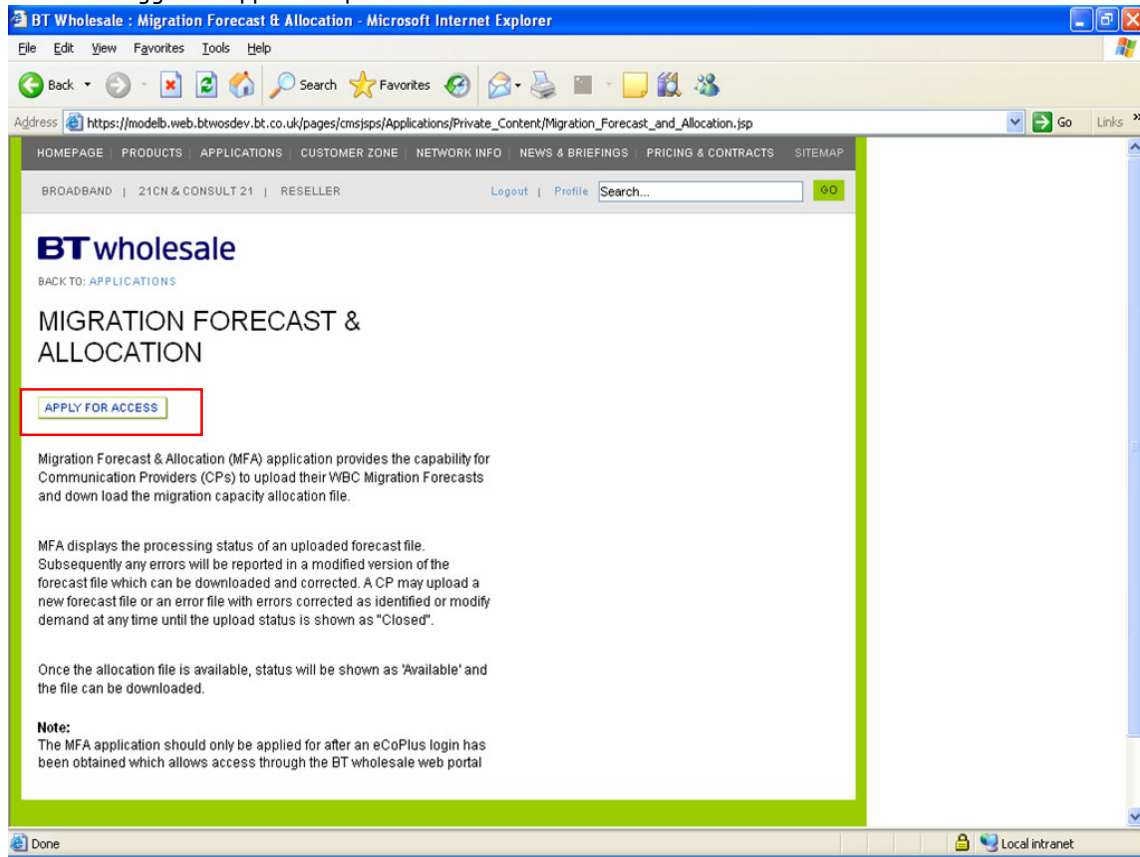 BT Wholesale : Migration Forecast & Allocation - Microsoft Internet Explorer
File Edit View Favorites Tools Help
Back Search Favorites
Address https://modelb.web.btwosdev.bt.co.uk/pages/cmsjsps/Applications/Private_Content/Migration_Forecast_and_Allocation.jsp Go Links »
HOMEPAGE | PRODUCTS | APPLICATIONS | CUSTOMER ZONE | NETWORK INFO | NEWS & BRIEFINGS | PRICING & CONTRACTS SITEMAP
BROADBAND | 21CN & CONSULT 21 | RESELLER Logout | Profile Search... GO
BT wholesale
BACK TO: APPLICATIONS
MIGRATION FORECAST &
ALLOCATION
APPLY FOR ACCESS
Migration Forecast & Allocation (MFA) application provides the capability for
Communication Providers (CPs) to upload their WBC Migration Forecasts
and down load the migration capacity allocation file.
MFA displays the processing status of an uploaded forecast file.
Subsequently any errors will be reported in a modified version of the
forecast file which can be downloaded and corrected. A CP may upload a
new forecast file or an error file with errors corrected as identified or modify
demand at any time until the upload status is shown as "Closed".
Once the allocation file is available, status will be shown as 'Available' and
the file can be downloaded.
Note:
The MFA application should only be applied for after an eCoPlus login has
been obtained which allows access through the BT wholesale web portal
Done Local intranet